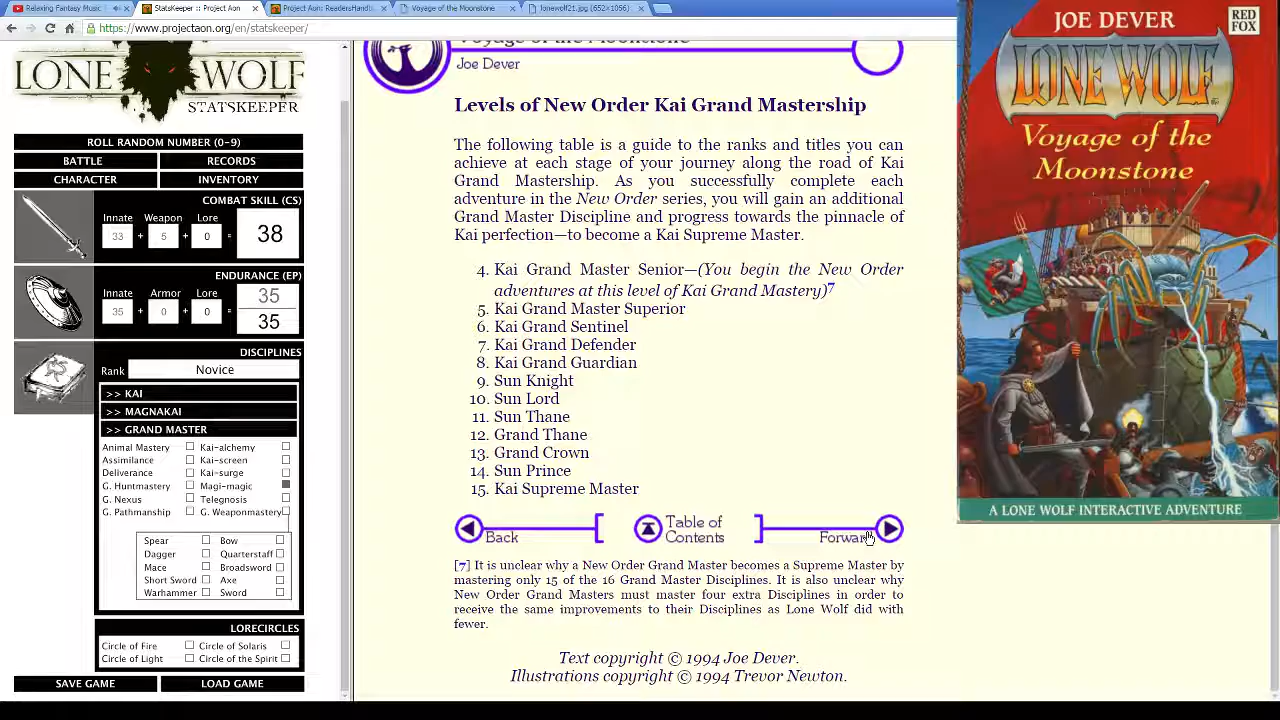 Relaxing Fantasy Music
StatsKeeper :: Project Aon
Project Aon: ReadersHandb
Voyage of the Moonstone
lonewolf21.jpg (652×1056)
https://www.projectaon.org/en/statskeeper/
LONE WOLF
STATSKEEPER
ROLL RANDOM NUMBER (0-9)
BATTLE RECORDS
CHARACTER INVENTORY
COMBAT SKILL (CS)
Innate Weapon Lore
33 + 5 + 0 = 38
ENDURANCE (EP)
Innate Armor Lore 35
35 + 0 + 0 = 35
DISCIPLINES
Rank Novice
>> KAI
>> MAGNAKAI
>> GRAND MASTER
Animal Mastery Kai-alchemy
Assimilance Kai-screen
Deliverance Kai-surge
G. Huntmastery Magi-magic
G. Nexus Telegnosis
G. Pathmanship G. Weaponmastery
Spear Bow
Dagger Quarterstaff
Mace Broadsword
Short Sword Axe
Warhammer Sword
LORECIRCLES
Circle of Fire Circle of Solaris
Circle of Light Circle of the Spirit
SAVE GAME LOAD GAME
Voyage of the Moonstone
Joe Dever
Levels of New Order Kai Grand Mastership
The following table is a guide to the ranks and titles you can
achieve at each stage of your journey along the road of Kai
Grand Mastership. As you successfully complete each
adventure in the New Order series, you will gain an additional
Grand Master Discipline and progress towards the pinnacle of
Kai perfection—to become a Kai Supreme Master.
4. Kai Grand Master Senior—(You begin the New Order
adventures at this level of Kai Grand Mastery)7
5. Kai Grand Master Superior
6. Kai Grand Sentinel
7. Kai Grand Defender
8. Kai Grand Guardian
9. Sun Knight
10. Sun Lord
11. Sun Thane
12. Grand Thane
13. Grand Crown
14. Sun Prince
15. Kai Supreme Master
Back
Table of
Contents
Forward
[7] It is unclear why a New Order Grand Master becomes a Supreme Master by
mastering only 15 of the 16 Grand Master Disciplines. It is also unclear why
New Order Grand Masters must master four extra Disciplines in order to
receive the same improvements to their Disciplines as Lone Wolf did with
fewer.
Text copyright © 1994 Joe Dever.
Illustrations copyright © 1994 Trevor Newton.
JOE DEVER
RED
FOX
LONE WOLF
Voyage of the
Moonstone
A LONE WOLF INTERACTIVE ADVENTURE